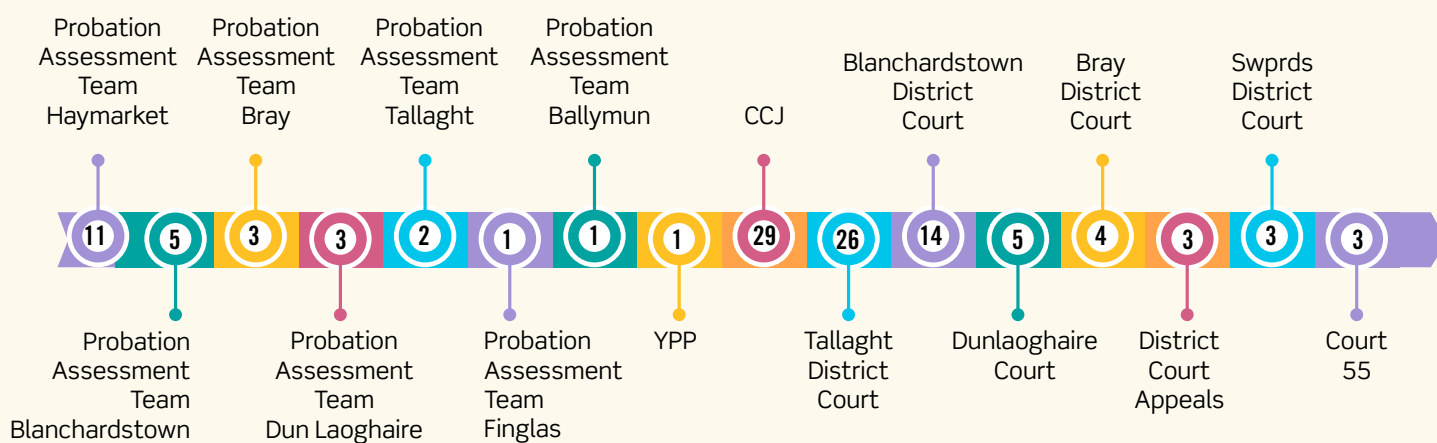 Probation
Assessment
Team
Haymarket
Probation
Assessment
Team
Bray
Probation
Assessment
Team
Tallaght
Probation
Assessment
Team
Ballymun
CCJ
Blanchardstown
District
Court
Bray
District
Court
Swprds
District
Court
11
5
3
3
2
1
1
1
29
26
14
5
4
3
3
3
Probation
Assessment
Team
Blanchardstown
Probation
Assessment
Team
Dun Laoghaire
Probation
Assessment
Team
Finglas
YPP
Tallaght
District
Court
Dunlaoghaire
Court
District
Court
Appeals
Court
55